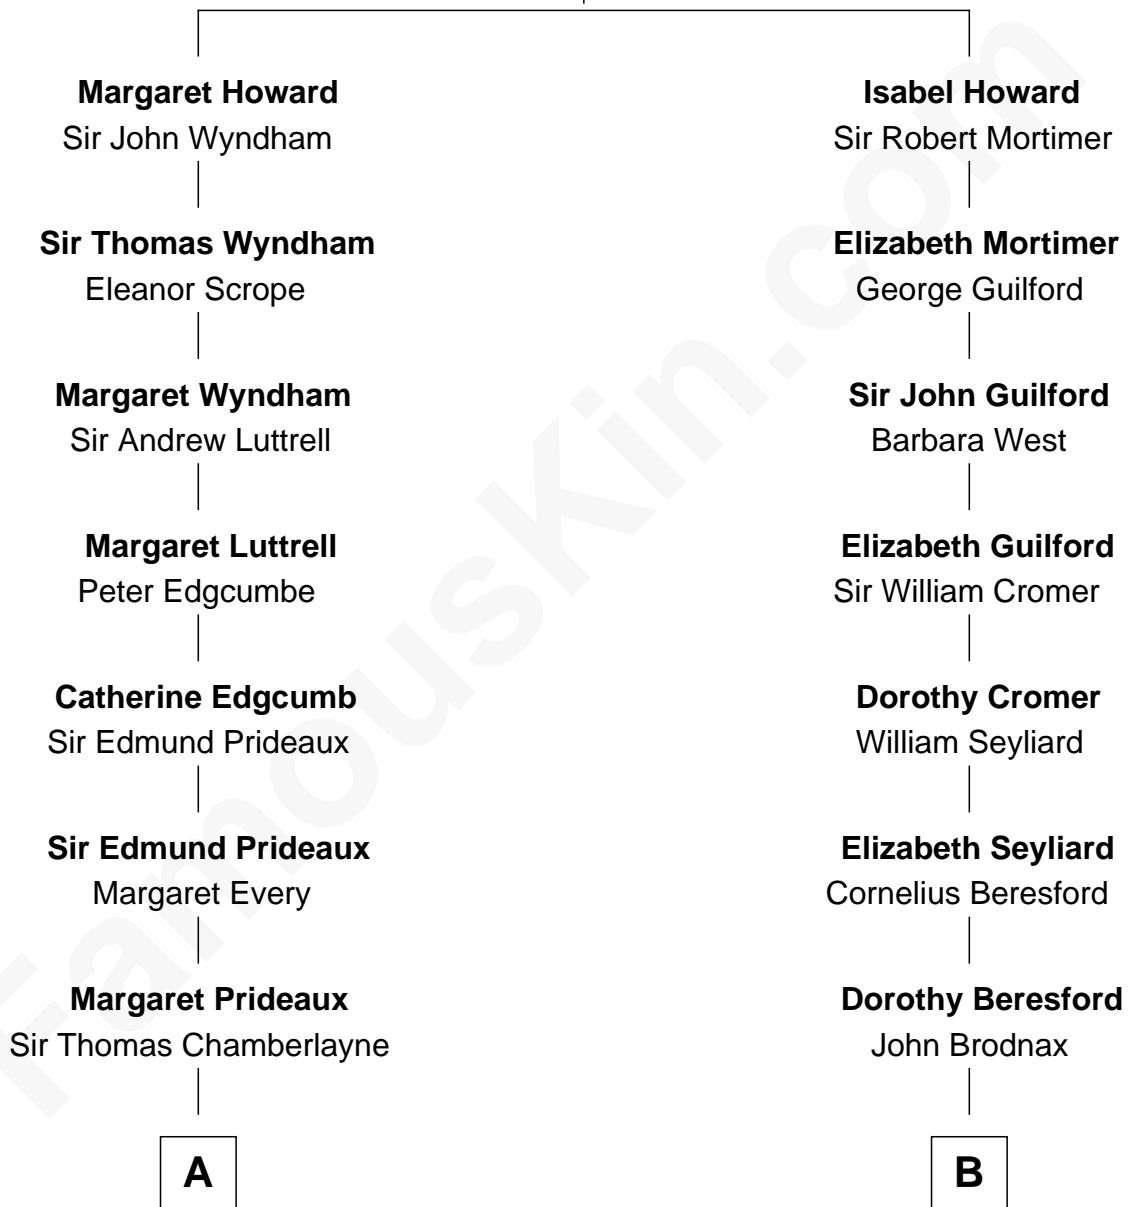 Margaret Howard
Sir John Wyndham
Sir Thomas Wyndham
Eleanor Scrope
Margaret Wyndham
Sir Andrew Luttrell
Margaret Luttrell
Peter Edgcumbe
Catherine Edgcumb
Sir Edmund Prideaux
Sir Edmund Prideaux
Margaret Every
Margaret Prideaux
Sir Thomas Chamberlayne
A
Isabel Howard
Sir Robert Mortimer
Elizabeth Mortimer
George Guilford
Sir John Guilford
Barbara West
Elizabeth Guilford
Sir William Cromer
Dorothy Cromer
William Seyliard
Elizabeth Seyliard
Cornelius Beresford
Dorothy Beresford
John Brodnax
B
FamousKin.com